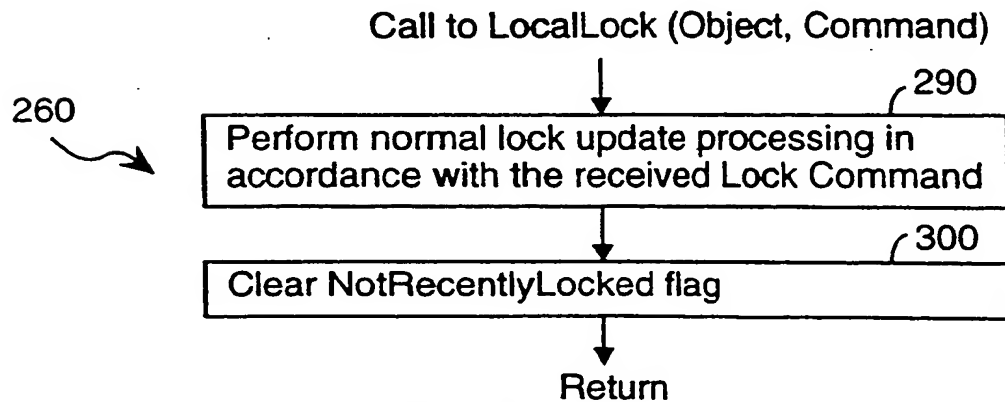 Call to LocalLock (Object, Command)
290
260
Perform normal lock update processing in
accordance with the received Lock Command
300
Clear NotRecentlyLocked flag
Return